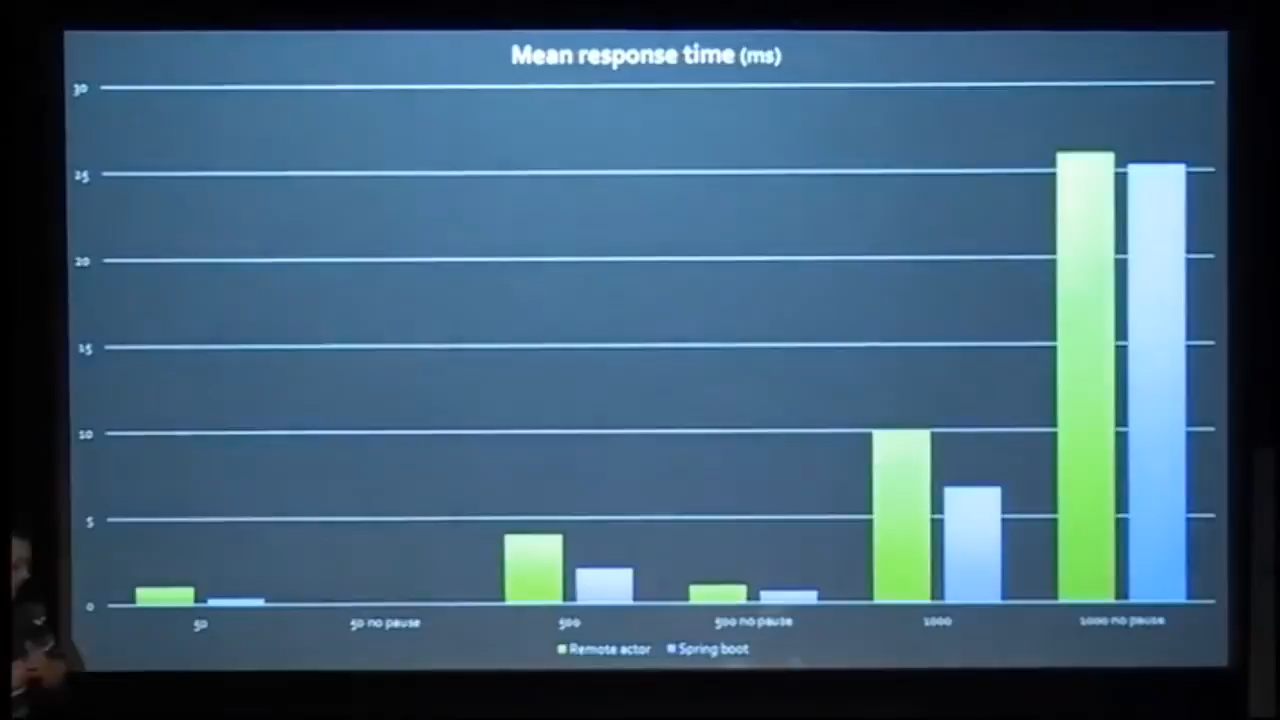 Mean response time (ms)
30
25
20
15
10
5
0
50 50 no pause 500 500 no pause 1000 1000 no pause
Remote actor Spring boot